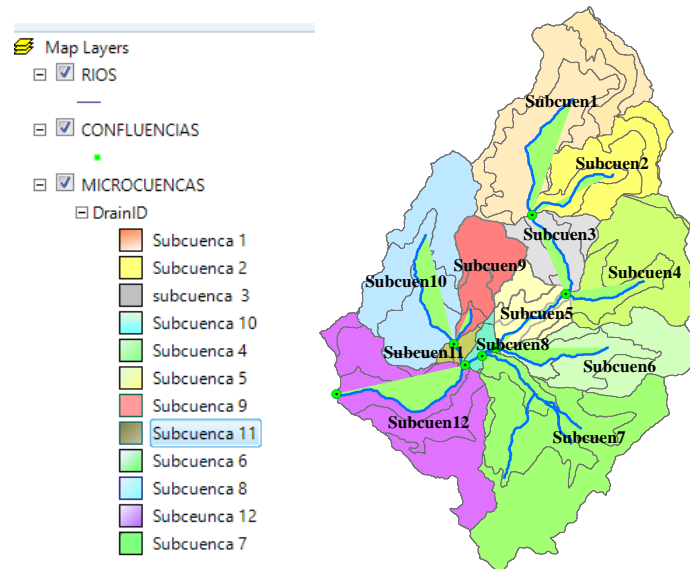 Map Layers
RIOS
CONFLUENCIAS
MICROCUENCAS
DrainID
Subcuenca 1
Subcuenca 2
subcuenca 3
Subcuenca 10
Subcuenca 4
Subcuenca 5
Subcuenca 9
Subcuenca 11
Subcuenca 6
Subcuenca 8
Subceunca 12
Subcuenca 7
Subcuen1
Subcuen2
Subcuen3
Subcuen9
Subcuen4
Subcuen10
Subcuen5
Subcuen8
Subcuen11
Subcuen6
Subcuen12
Subcuen7